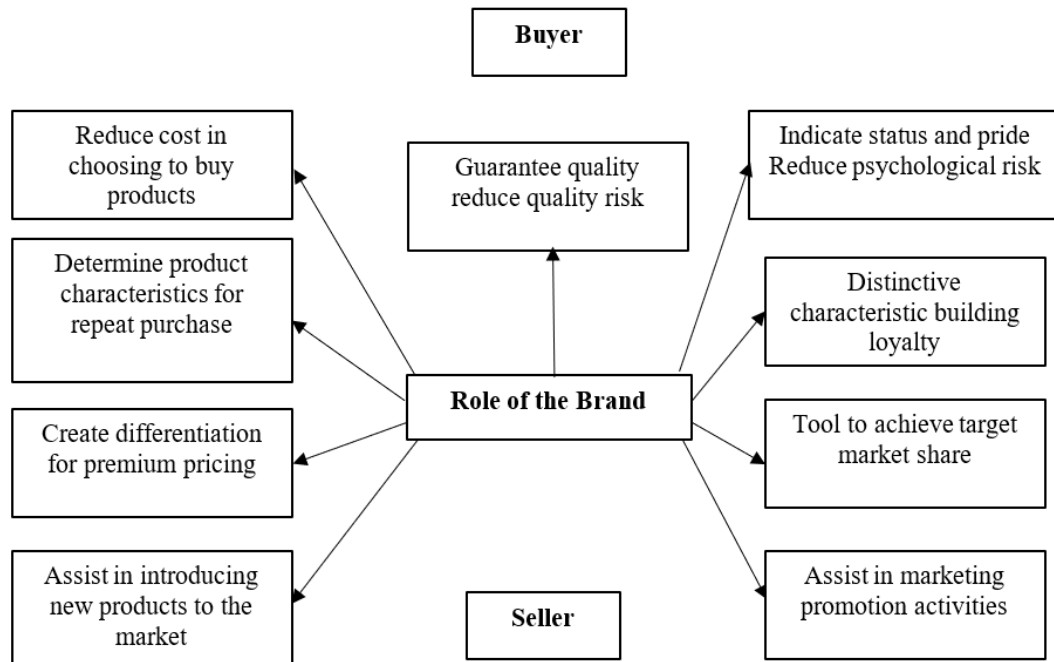 Buyer
Reduce cost in
choosing to buy
products
Guarantee quality
reduce quality risk
Indicate status and pride
Reduce psychological risk
Determine product
characteristics for
repeat purchase
Distinctive
characteristic building
loyalty
Role of the Brand
Create differentiation
for premium pricing
Tool to achieve target
market share
Assist in introducing
new products to the
market
Seller
Assist in marketing
promotion activities